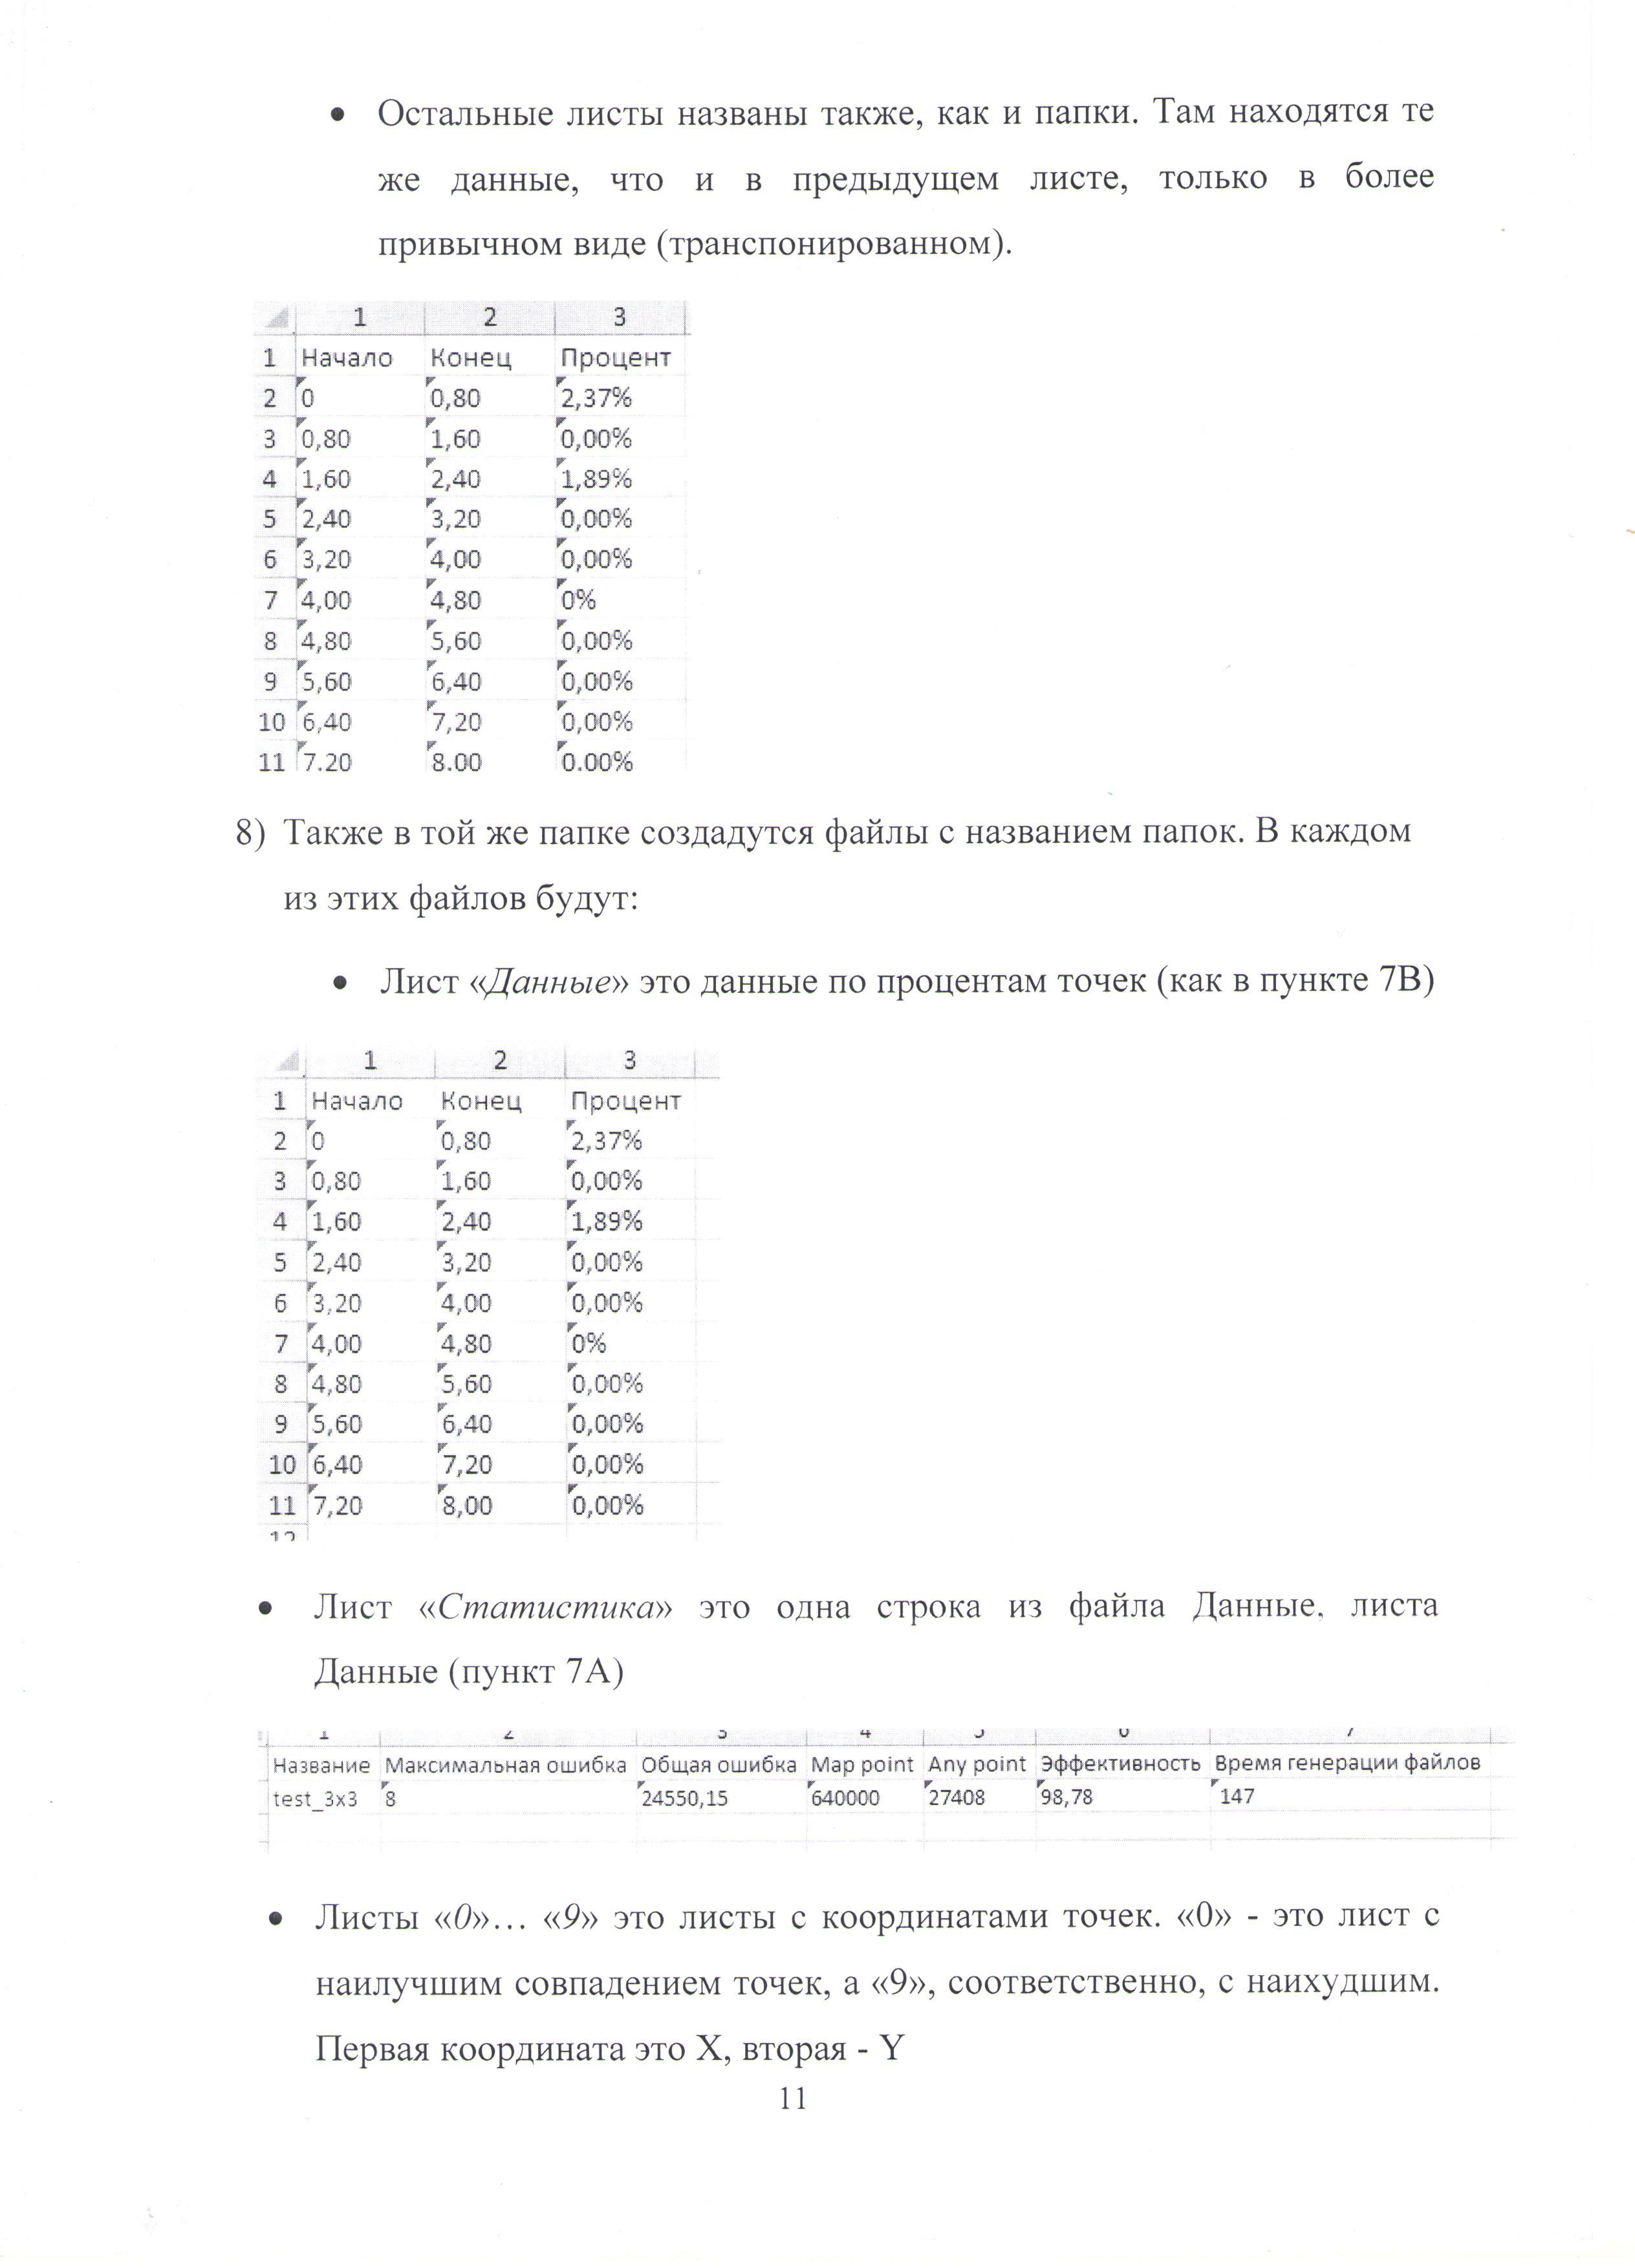 • Остальные листы названы также, как и папки. Там находятся те
же данные, что и в предыдущем листе, только в более
привычном виде (транспонированном).
1 2 3
1 Начало Конец Процент
2 0 0,80 2,37%
3 0,80 1,60 0,00%
4 1,60 2,40 1,89%
5 2,40 3,20 0,00%
6 3,20 4,00 0,00%
7 4,00 4,80 0%
8 4,80 5,60 0,00%
9 5,60 6,40 0,00%
10 6,40 7,20 0,00%
11 7.20 8.00 0.00%
8) Также в той же папке создадутся файлы с названием папок. В каждом
из этих файлов будут:
• Лист «Данные» это данные по процентам точек (как в пункте 7В)
1 2 3
1 Начало Конец Процент
2 0 0,80 2,37%
3 0,80 1,60 0,00%
4 1,60 2,40 1,89%
5 2,40 3,20 0,00%
6 3,20 4,00 0,00%
7 4,00 4,80 0%
8 4,80 5,60 0,00%
9 5,60 6,40 0,00%
10 6,40 7,20 0,00%
11 7,20 8,00 0,00%
• Лист «Статистика» это одна строка из файла Данные, листа
Данные (пункт 7А)
Название Максимальная ошибка Общая ошибка Map point Any point Эффективность Время генерации файлов
test_3x3 8 24550,15 640000 27408 98,78 147
• Листы «0»… «9» это листы с координатами точек. «0» - это лист с
наилучшим совпадением точек, а «9», соответственно, с наихудшим.
Первая координата это X, вторая - Y
11